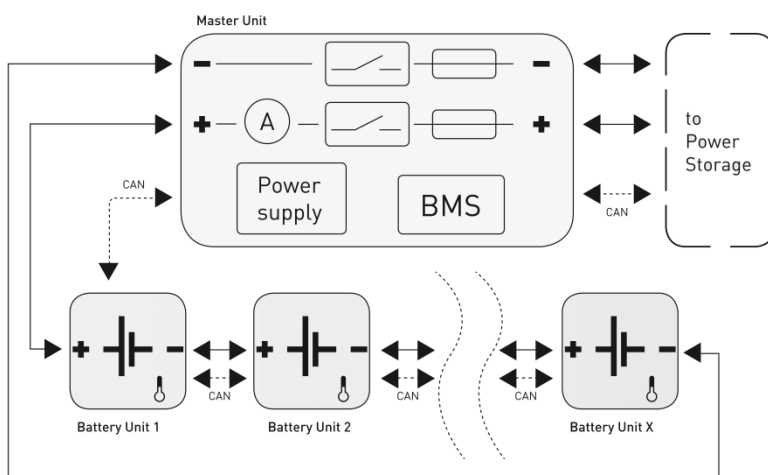 Master Unit
A
to
Power
Storage
CAN
Power
supply
BMS
CAN
CAN
CAN
CAN
Battery Unit 1
Battery Unit 2
Battery Unit X